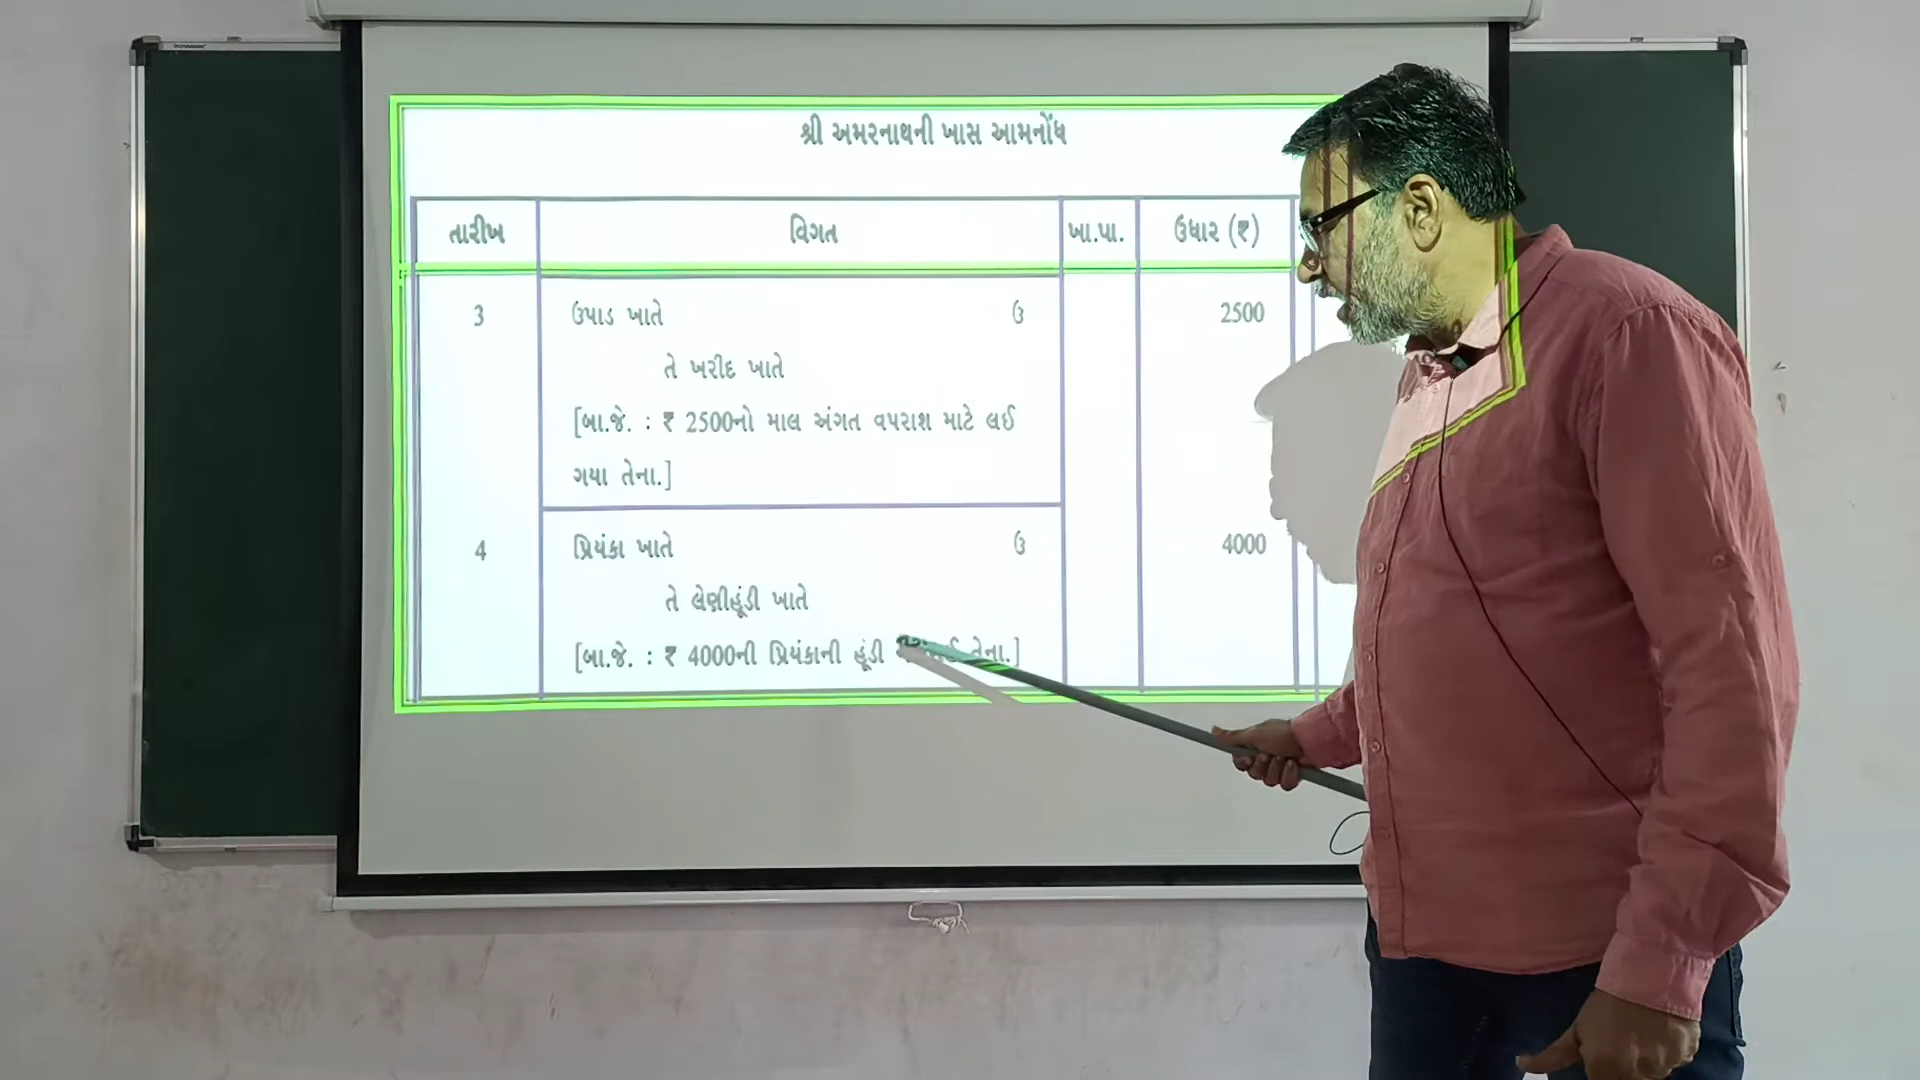 શ્રી અમરનાથની ખાસ આમનોંધ
તારીખ વિગત ખા.પા. ઉધાર (₹)
3 ઉપાડ ખાતે ઉ 2500
તે ખરીદ ખાતે
[બા.જે. : ₹ 2500નો માલ અંગત વપરાશ માટે લઈ
ગયા તેના.]
4 પ્રિયંકા ખાતે ઉ 4000
તે લેણીહૂંડી ખાતે
[બા.જે. : ₹ 4000ની પ્રિયંકાની હૂંડી તેના.]